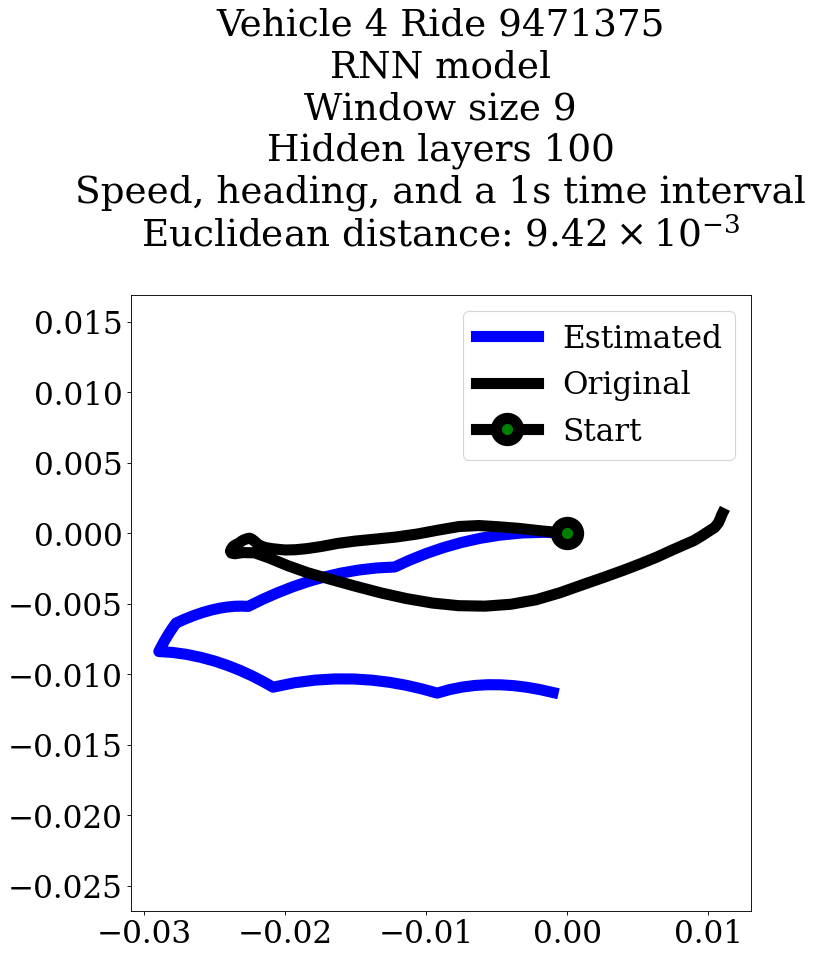 Vehicle 4 Ride 9471375
RNN model
Window size 9
Hidden layers 100
Speed, heading, and a 1s time interval
Euclidean distance: 9.42 × 10⁻³
Estimated
Original
Start
0.015
0.010
0.005
0.000
−0.005
−0.010
−0.015
−0.020
−0.025
−0.03 −0.02 −0.01 0.00 0.01